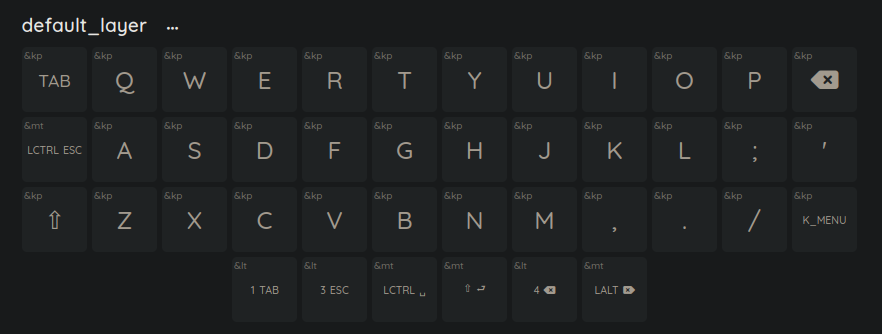 default_layer ...
&kp &kp &kp &kp &kp &kp &kp &kp &kp &kp &kp &kp
TAB Q W E R T Y U I O P ⌫
&mt &kp &kp &kp &kp &kp &kp &kp &kp &kp &kp &kp
LCTRL ESC A S D F G H J K L ; '
&kp &kp &kp &kp &kp &kp &kp &kp &kp &kp &kp &kp
⇧ Z X C V B N M , . / K_MENU
&lt &lt &mt &mt &lt &mt
1 TAB 3 ESC LCTRL ␣ ⇧ ⏎ 4 ⌫ LALT ⌦